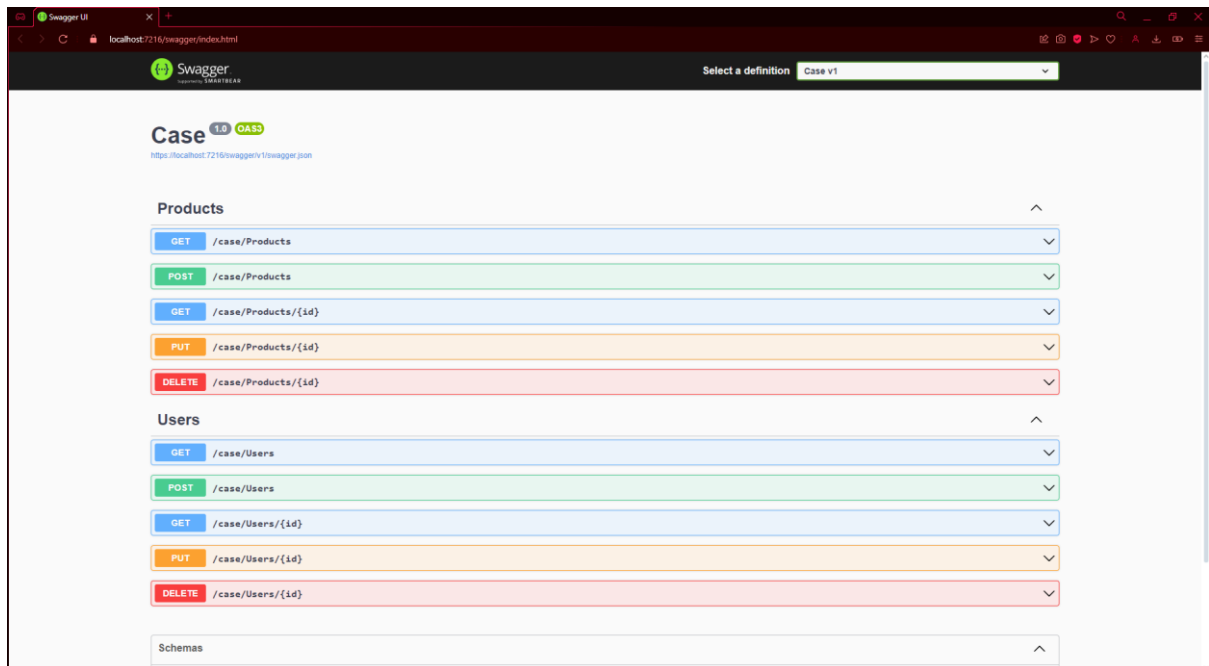 Swagger UI
localhost:7216/swagger/index.html
Swagger.
Supported by SMARTBEAR
Select a definition
Case v1
Case 1.0 OAS3
https://localhost:7216/swagger/v1/swagger.json
Products
GET /case/Products
POST /case/Products
GET /case/Products/{id}
PUT /case/Products/{id}
DELETE /case/Products/{id}
Users
GET /case/Users
POST /case/Users
GET /case/Users/{id}
PUT /case/Users/{id}
DELETE /case/Users/{id}
Schemas